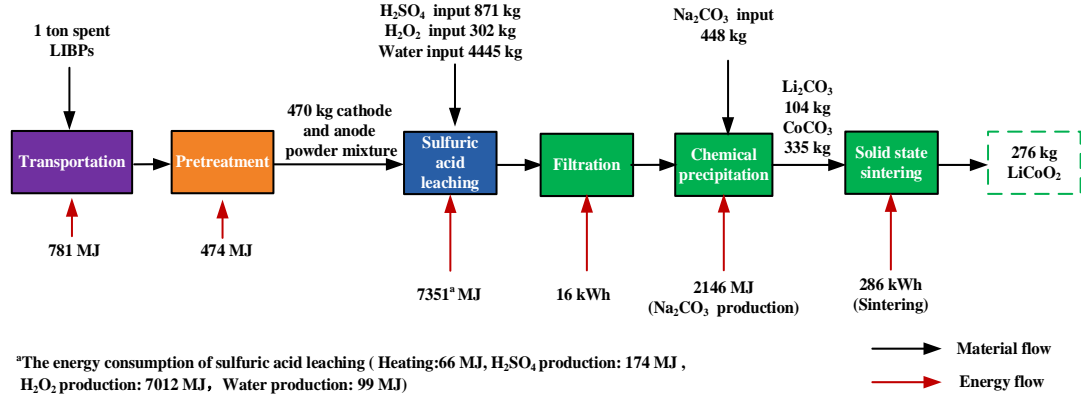 1 ton spent
LIBPs
H₂SO₄ input 871 kg
H₂O₂ input 302 kg
Water input 4445 kg
Na₂CO₃ input
448 kg
470 kg cathode
and anode
powder mixture
Li₂CO₃
104 kg
CoCO₃
335 kg
Transportation
Pretreatment
Sulfuric
acid
leaching
Filtration
Chemical
precipitation
Solid state
sintering
276 kg
LiCoO₂
781 MJ
474 MJ
7351ᵃ MJ
16 kWh
2146 MJ
(Na₂CO₃ production)
286 kWh
(Sintering)
ᵃThe energy consumption of sulfuric acid leaching ( Heating:66 MJ, H₂SO₄ production: 174 MJ ,
H₂O₂ production: 7012 MJ，Water production: 99 MJ)
Material flow
Energy flow